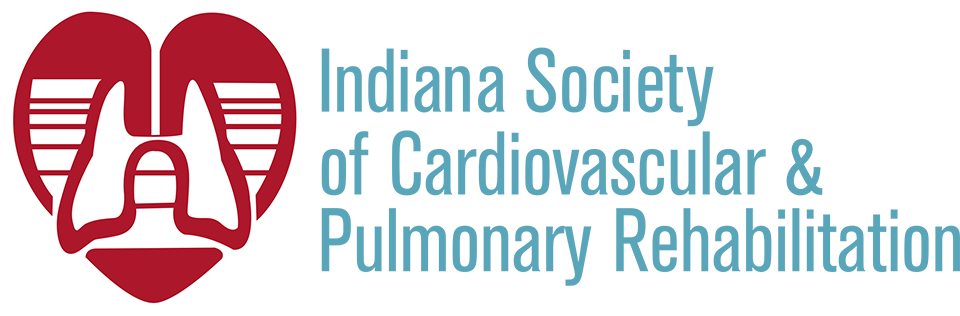 Indiana Society
of Cardiovascular &
Pulmonary Rehabilitation